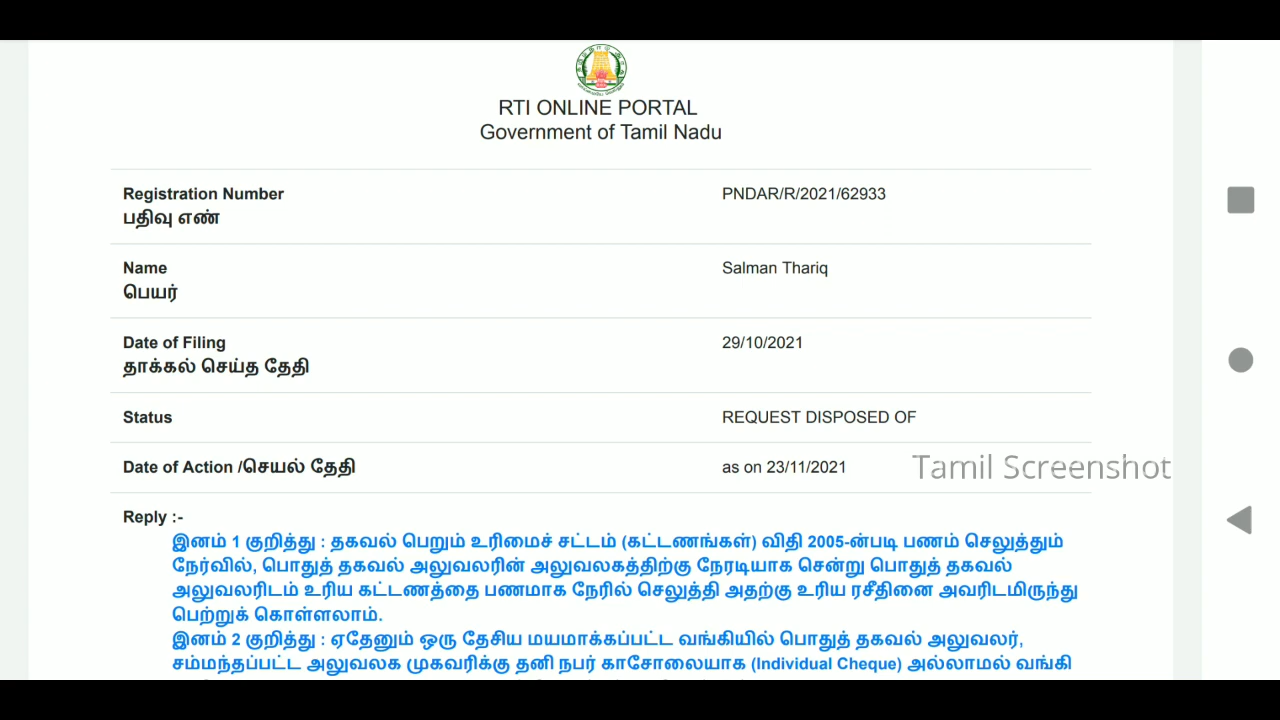 RTI ONLINE PORTAL
Government of Tamil Nadu
Registration Number PNDAR/R/2021/62933
பதிவு எண்
Name Salman Thariq
பெயர்
Date of Filing 29/10/2021
தாக்கல் செய்த தேதி
Status REQUEST DISPOSED OF
Date of Action /செயல் தேதி as on 23/11/2021
Tamil Screenshot
Reply :-
இனம் 1 குறித்து : தகவல் பெறும் உரிமைச் சட்டம் (கட்டணங்கள்) விதி 2005-ன்படி பணம் செலுத்தும்
நேர்வில், பொதுத் தகவல் அலுவலரின் அலுவலகத்திற்கு நேரடியாக சென்று பொதுத் தகவல்
அலுவலரிடம் உரிய கட்டணத்தை பணமாக நேரில் செலுத்தி அதற்கு உரிய ரசீதினை அவரிடமிருந்து
பெற்றுக் கொள்ளலாம்.
இனம் 2 குறித்து : ஏதேனும் ஒரு தேசிய மயமாக்கப்பட்ட வங்கியில் பொதுத் தகவல் அலுவலர்,
சம்மந்தப்பட்ட அலுவலக முகவரிக்கு தனி நபர் காசோலையாக (Individual Cheque) அல்லாமல் வங்கி